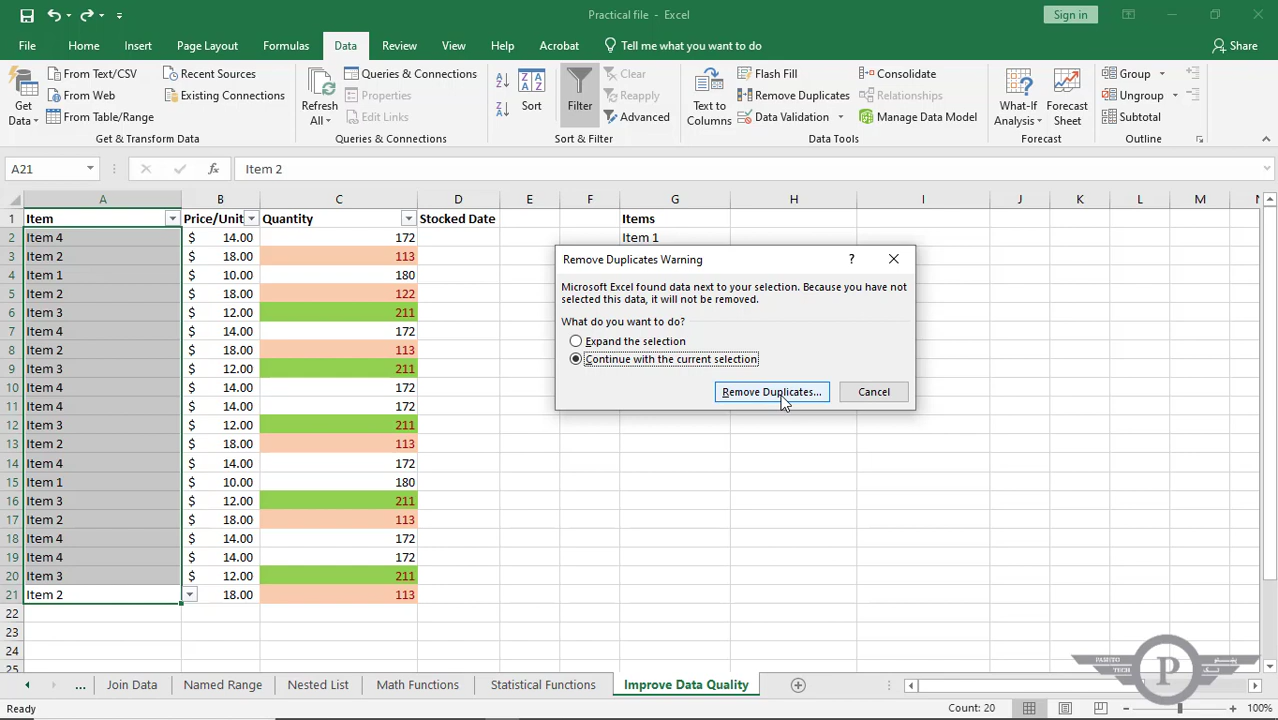 Practical file - Excel
Sign in
File Home Insert Page Layout Formulas Data Review View Help Acrobat Tell me what you want to do Share
Get Data
From Text/CSV
From Web
From Table/Range
Recent Sources
Existing Connections
Get & Transform Data
Refresh All
Queries & Connections
Properties
Edit Links
Queries & Connections
Sort
Filter
Clear
Reapply
Advanced
Sort & Filter
Text to Columns
Flash Fill
Remove Duplicates
Data Validation
Consolidate
Relationships
Manage Data Model
Data Tools
What-If Analysis
Forecast Sheet
Forecast
Group
Ungroup
Subtotal
Outline
A21 fx Item 2
A B C D E F G H I J K L M N
1 Item Price/Unit Quantity Stocked Date Items
2 Item 4 $ 14.00 172 Item 1
3 Item 2 $ 18.00 113
4 Item 1 $ 10.00 180
5 Item 2 $ 18.00 122
6 Item 3 $ 12.00 211
7 Item 4 $ 14.00 172
8 Item 2 $ 18.00 113
9 Item 3 $ 12.00 211
10 Item 4 $ 14.00 172
11 Item 4 $ 14.00 172
12 Item 3 $ 12.00 211
13 Item 2 $ 18.00 113
14 Item 4 $ 14.00 172
15 Item 1 $ 10.00 180
16 Item 3 $ 12.00 211
17 Item 2 $ 18.00 113
18 Item 4 $ 14.00 172
19 Item 4 $ 14.00 172
20 Item 3 $ 12.00 211
21 Item 2 18.00 113
22
23
24
25
Remove Duplicates Warning ?
Microsoft Excel found data next to your selection. Because you have not
selected this data, it will not be removed.
What do you want to do?
Expand the selection
Continue with the current selection
Remove Duplicates... Cancel
PASHTO TECH P
... Join Data Named Range Nested List Math Functions Statistical Functions Improve Data Quality
Ready Count: 20 100%